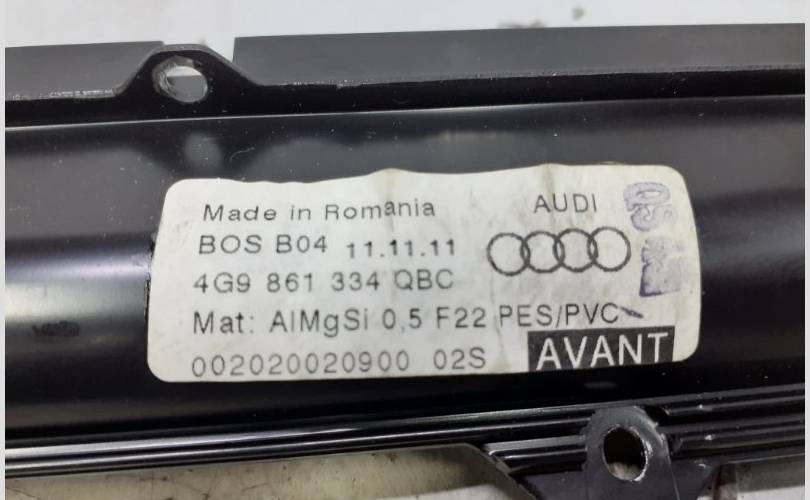 Made in Romania
AUDI
BOS B04 11.11.11
4G9 861 334 QBC
Mat: AlMgSi 0,5 F22 PES/PVC
002020020900 02S
AVANT